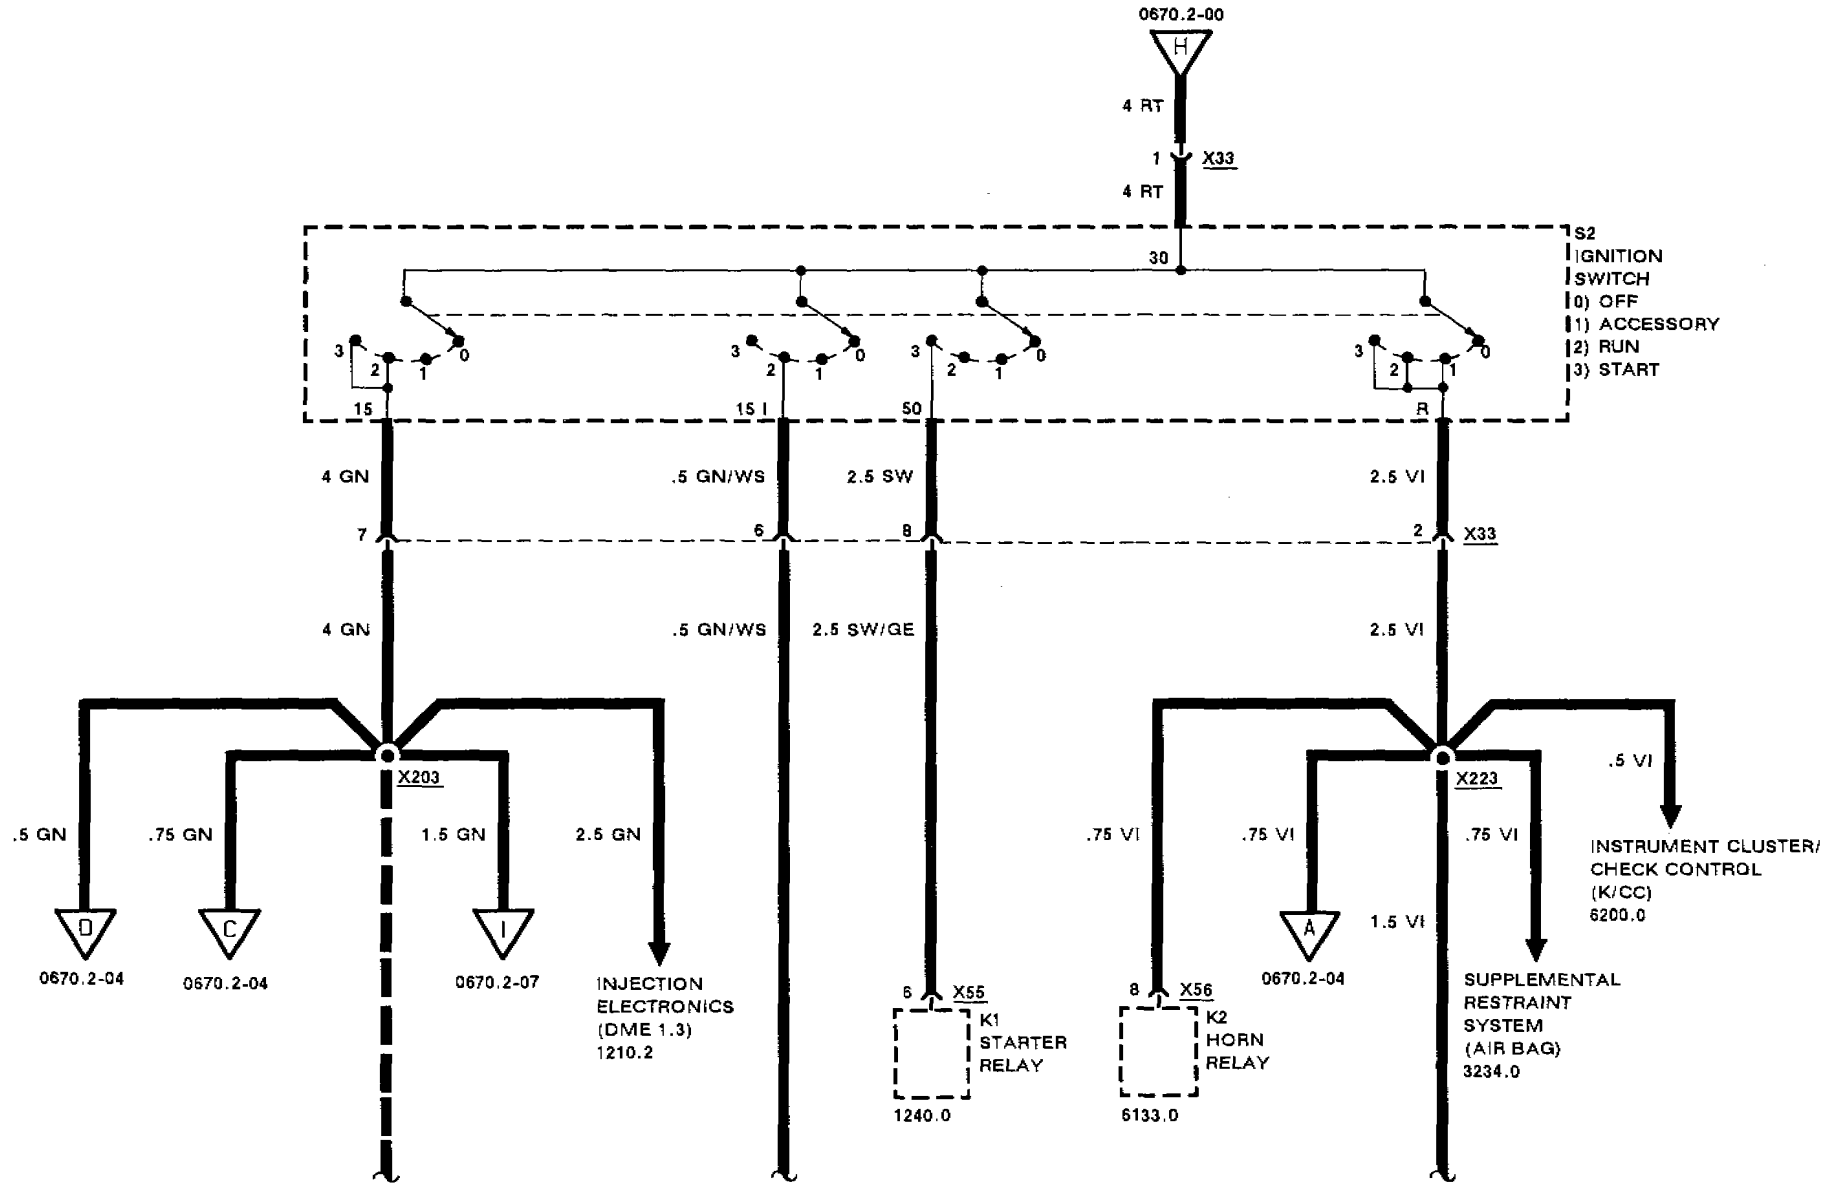 0670.2-00
H
4 RT
1 X33
4 RT
S2
IGNITION
SWITCH
0) OFF
1) ACCESSORY
2) RUN
3) START
30
3 2 1 0
3 2 1 0
3 2 1 0
3 2 1 0
15 15 I 50 R
4 GN .5 GN/WS 2.5 SW 2.5 VI
7 6 8 2 X33
4 GN .5 GN/WS 2.5 SW/GE 2.5 VI
X203 X223
.5 VI
.5 GN .75 GN 1.5 GN 2.5 GN .75 VI .75 VI .75 VI
INSTRUMENT CLUSTER/
CHECK CONTROL
(K/CC)
6200.0
1.5 VI
D C I A
0670.2-04 0670.2-04 0670.2-07 0670.2-04
INJECTION
ELECTRONICS
(DME 1.3)
1210.2
6 X55
K1
STARTER
RELAY
1240.0
8 X56
K2
HORN
RELAY
6133.0
SUPPLEMENTAL
RESTRAINT
SYSTEM
(AIR BAG)
3234.0